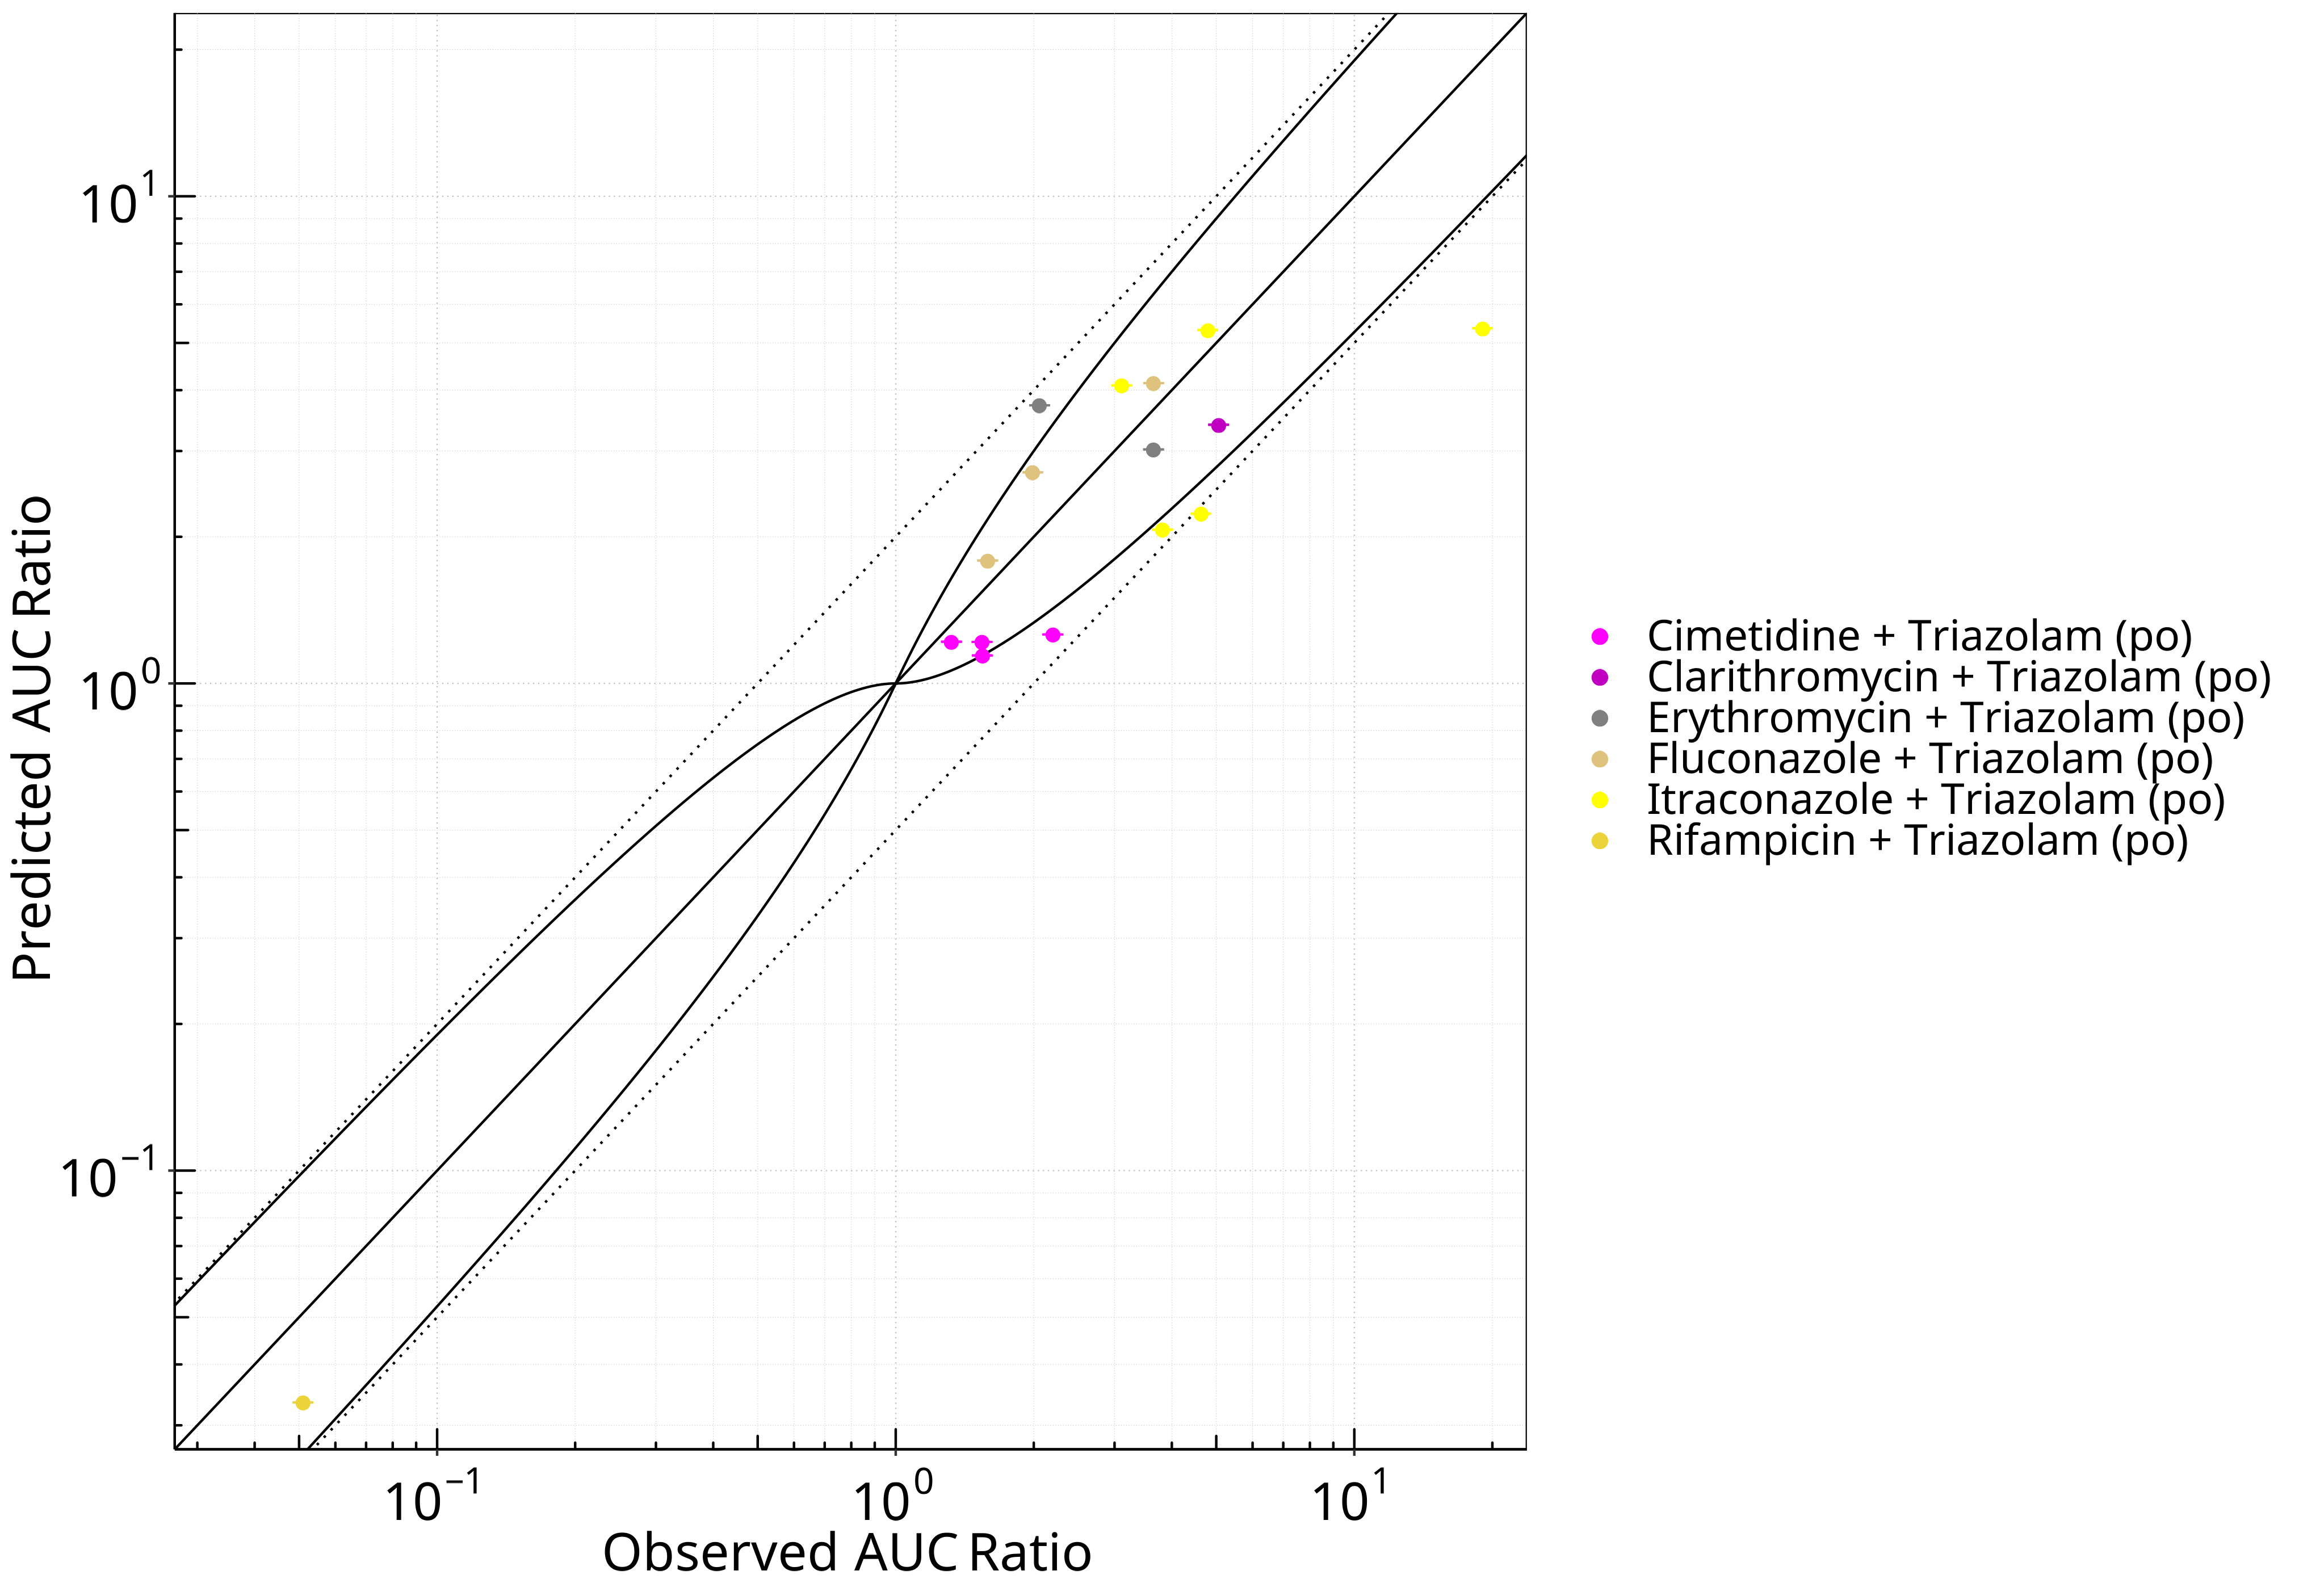 Predicted AUC Ratio
10^1
10^0
10^−1
10^−1 10^0 10^1
Observed AUC Ratio
Cimetidine + Triazolam (po)
Clarithromycin + Triazolam (po)
Erythromycin + Triazolam (po)
Fluconazole + Triazolam (po)
Itraconazole + Triazolam (po)
Rifampicin + Triazolam (po)